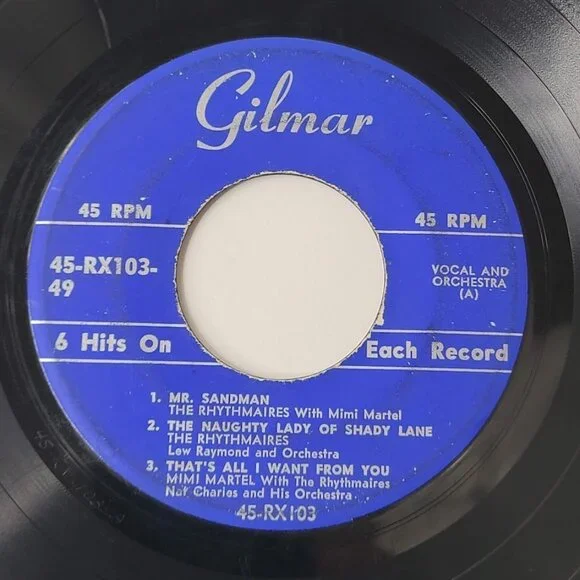 Gilmar
45 RPM
45 RPM
45-RX103-
49
VOCAL AND
ORCHESTRA
(A)
6 Hits On
Each Record
1. MR. SANDMAN
THE RHYTHMAIRES With Mimi Martel
2. THE NAUGHTY LADY OF SHADY LANE
THE RHYTHMAIRES
Lew Raymond and Orchestra
3. THAT'S ALL I WANT FROM YOU
MIMI MARTEL With The Rhythmaires
Nat Charles and His Orchestra
45-RX103